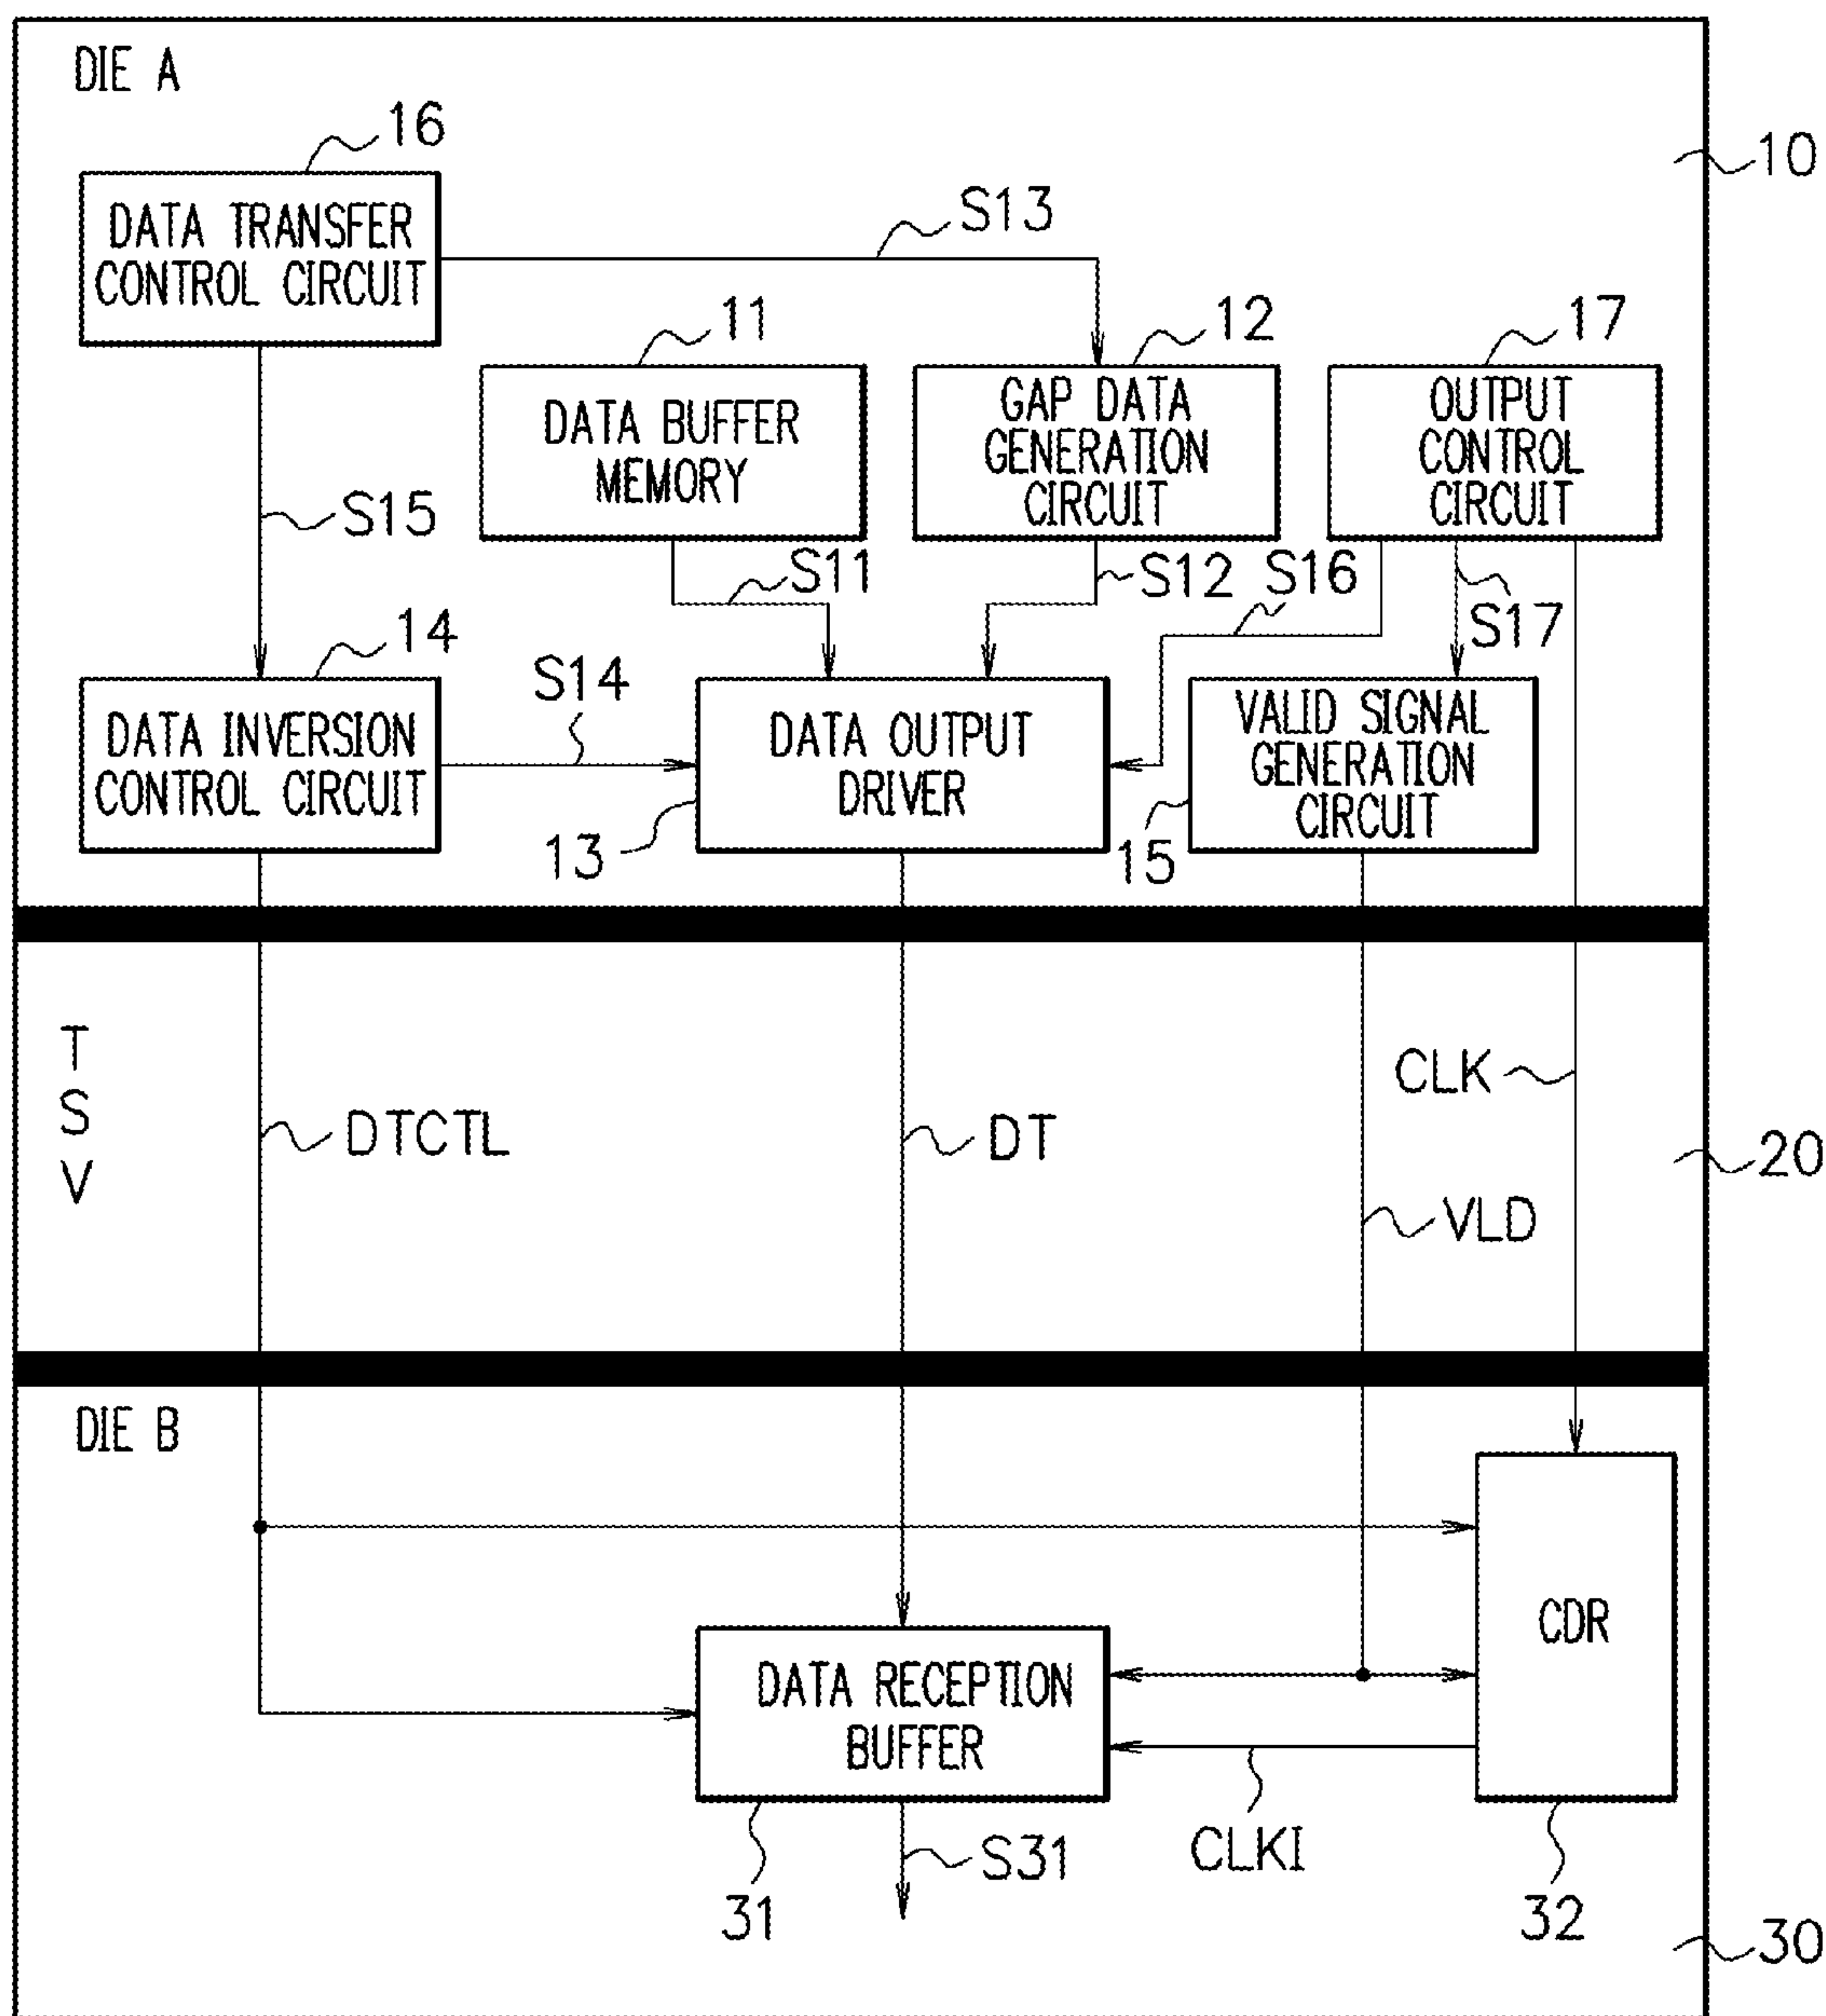 DIE A
16
10
DATA TRANSFER
CONTROL CIRCUIT
S13
11
12
17
DATA BUFFER
MEMORY
GAP DATA
GENERATION
CIRCUIT
OUTPUT
CONTROL
CIRCUIT
S15
S11
S12
S16
S17
14
S14
DATA INVERSION
CONTROL CIRCUIT
DATA OUTPUT
DRIVER
VALID SIGNAL
GENERATION
CIRCUIT
13
15
T
S
V
CLK
DTCTL
DT
20
VLD
DIE B
CDR
DATA RECEPTION
BUFFER
31
S31
CLKI
32
30